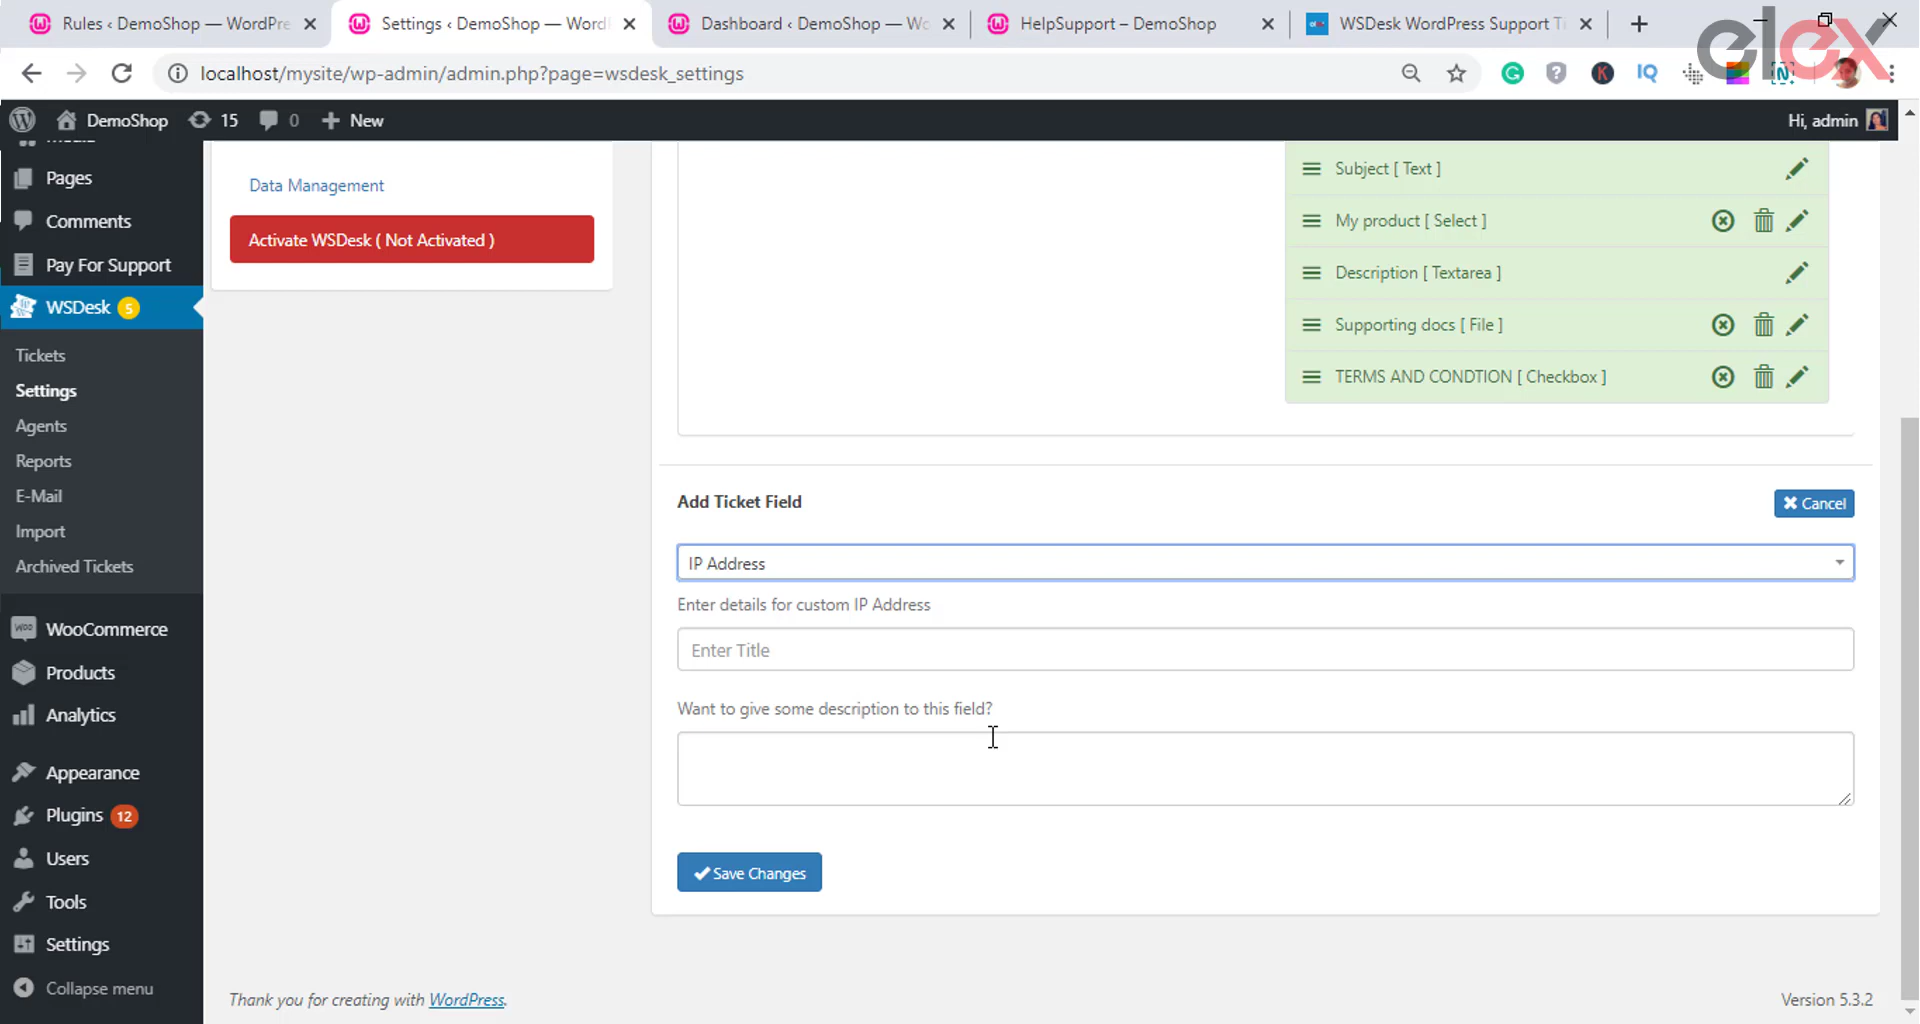 Rules ‹ DemoShop — WordPre
Settings ‹ DemoShop — Word
Dashboard ‹ DemoShop — Wo
HelpSupport – DemoShop
WSDesk WordPress Support Ti
elex
localhost/mysite/wp-admin/admin.php?page=wsdesk_settings
DemoShop
15
0
New
Hi, admin
Pages
Comments
Pay For Support
WSDesk 5
Tickets
Settings
Agents
Reports
E-Mail
Import
Archived Tickets
WooCommerce
Products
Analytics
Appearance
Plugins 12
Users
Tools
Settings
Collapse menu
Data Management
Activate WSDesk ( Not Activated )
Subject [ Text ]
My product [ Select ]
Description [ Textarea ]
Supporting docs [ File ]
TERMS AND CONDTION [ Checkbox ]
Add Ticket Field
Cancel
IP Address
Enter details for custom IP Address
Enter Title
Want to give some description to this field?
Save Changes
Thank you for creating with WordPress.
Version 5.3.2